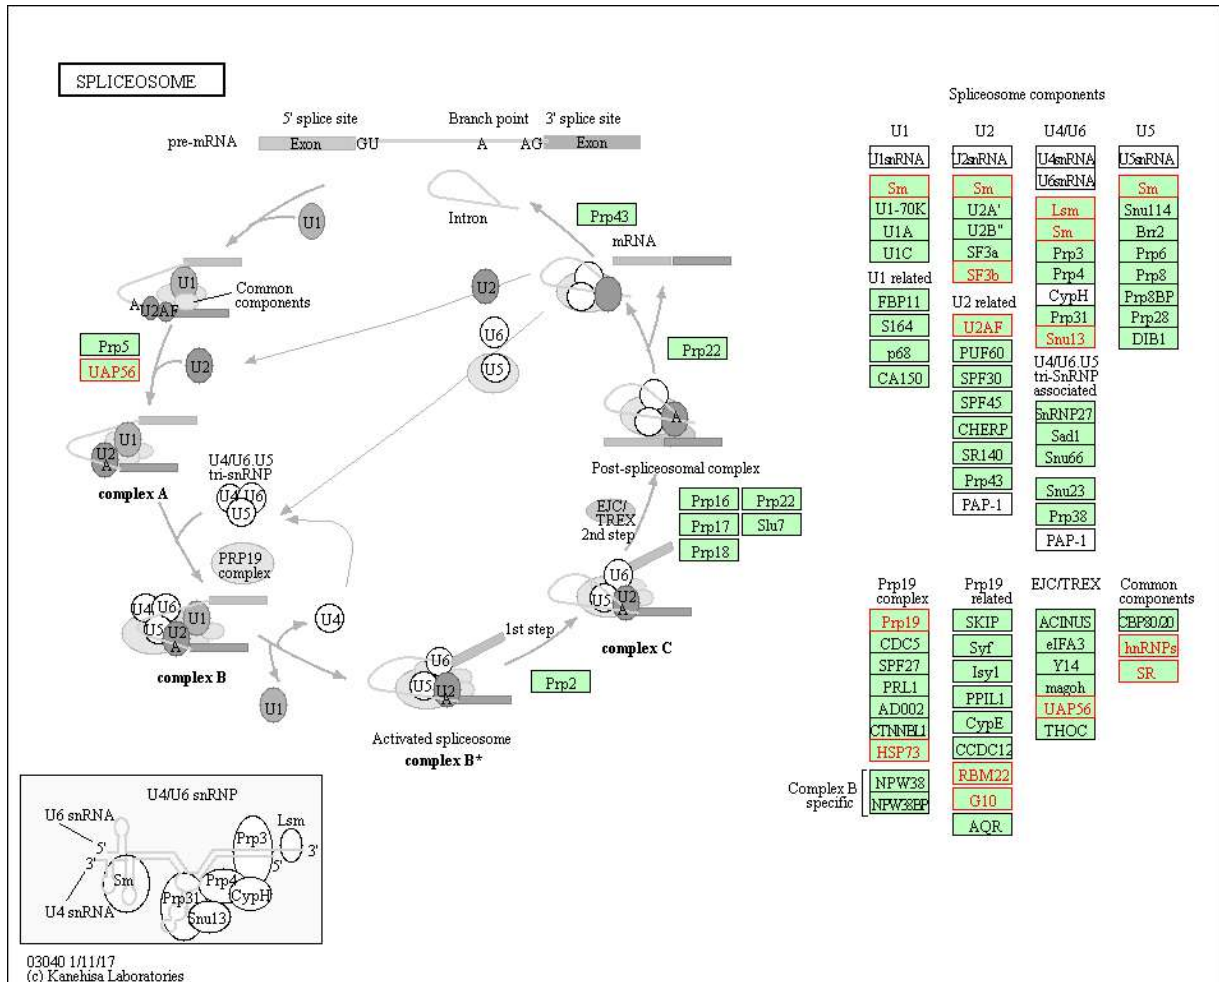 SPLICEOSOME
5' splice site
Branch point
3' splice site
pre-mRNA
Exon
GU
A
AG
Exon
U1
Intron
Prp43
mRNA
U1
A
U2AF
Common
components
U2
U6
U5
Prp5
UAP56
U2
Prp22
U1
U2
A
complex A
U4/U6.U5
tri-snRNP
U4
U6
U5
A
Post-spliceosomal complex
EJC/
TREX
2nd step
Prp16
Prp22
Prp17
Slu7
Prp18
PRP19
complex
U4
U6
U1
U5
U2
A
complex B
U4
U1
1st step
U6
U5
U2
A
Prp2
Activated spliceosome
complex B*
U6
U5
U2
A
complex C
Spliceosome components
U1
U1snRNA
Sm
U1-70K
U1A
U1C
U1 related
FBP11
S164
p68
CA150
U2
U2snRNA
Sm
U2A'
U2B"
SF3a
SF3b
U2 related
U2AF
PUF60
SPF30
SPF45
CHERP
SR140
Prp43
PAP-1
U4/U6
U4snRNA
U6snRNA
Lsm
Sm
Prp3
Prp4
CypH
Prp31
Snu13
U4/U6.U5
tri-SnRNP
associated
SnRNP27
Sad1
Snu66
Snu23
Prp38
PAP-1
U5
U5snRNA
Sm
Snu114
Brr2
Prp6
Prp8
Prp8BP
Prp28
DIB1
Prp19
complex
Prp19
CDC5
SPF27
PRL1
AD002
CTNNBL1
HSP73
Complex B
specific
NPW38
NPW38BP
Prp19
related
SKIP
Syf
Isy1
PPIL1
CypE
CCDC12
RBM22
G10
AQR
EJC/TREX
ACINUS
eIFA3
Y14
magoh
UAP56
THOC
Common
components
CBP80/20
hnRNPs
SR
U4/U6 snRNP
U6 snRNA
5'
3'
U4 snRNA
Sm
Prp3
Lsm
3'
5'
Prp4
Prp31
CypH
Snu13
03040 1/11/17
(c) Kanehisa Laboratories